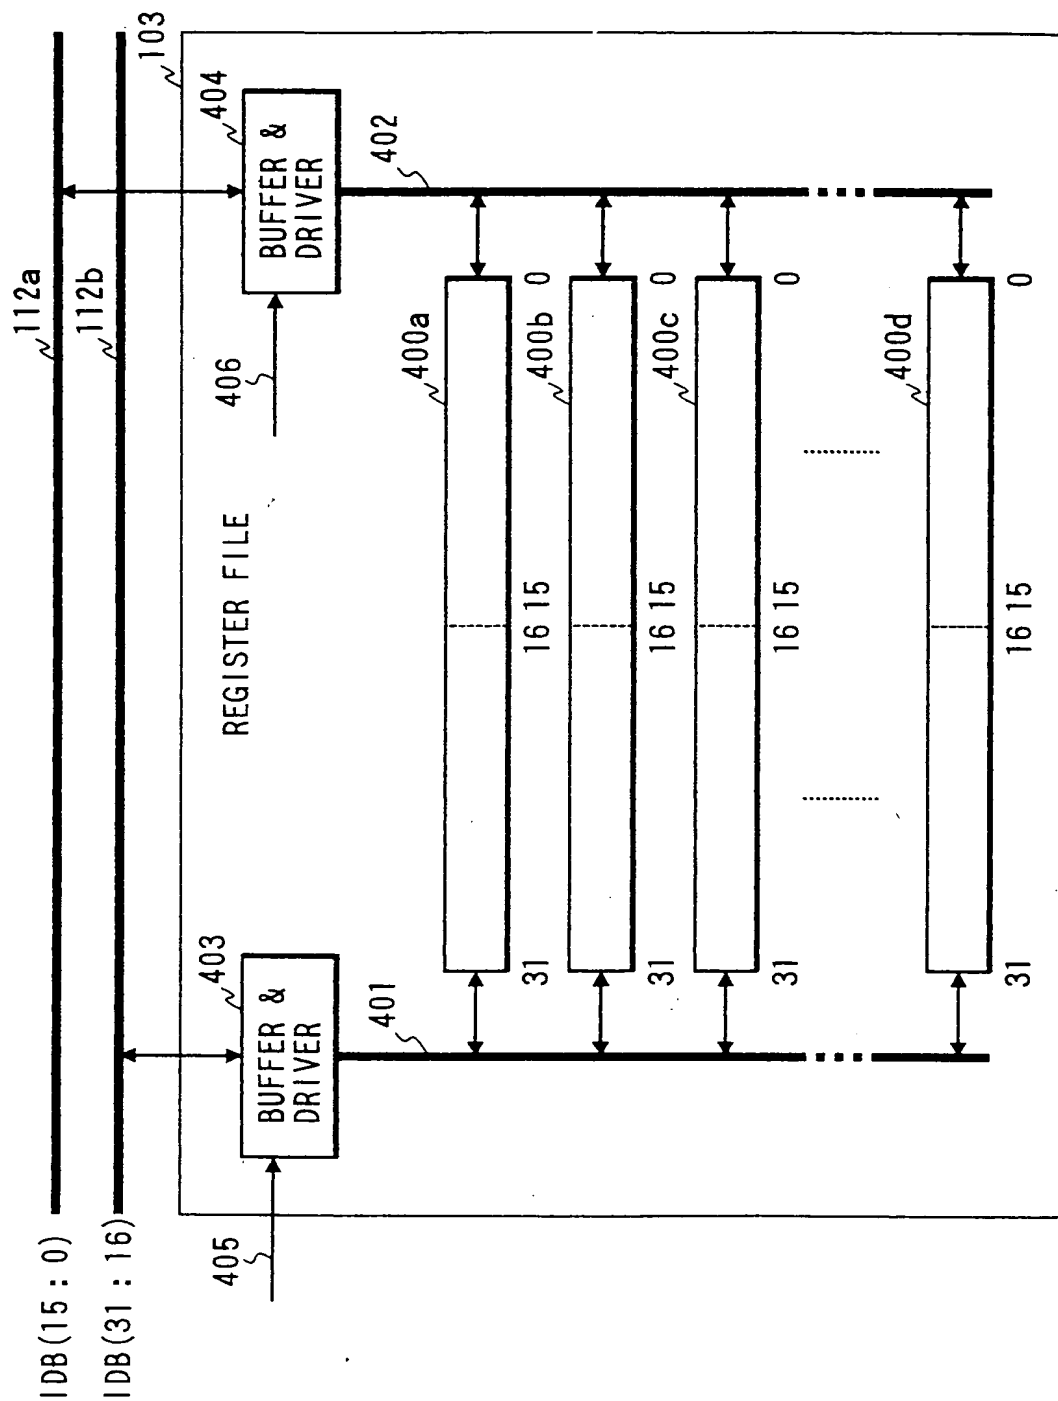 IDB(15:0)
112a
IDB(31:16)
112b
103
405
BUFFER &
DRIVER
403
REGISTER FILE
406
BUFFER &
DRIVER
404
401
402
400a
31
16 15
0
400b
31
16 15
0
400c
31
16 15
0
400d
31
16 15
0